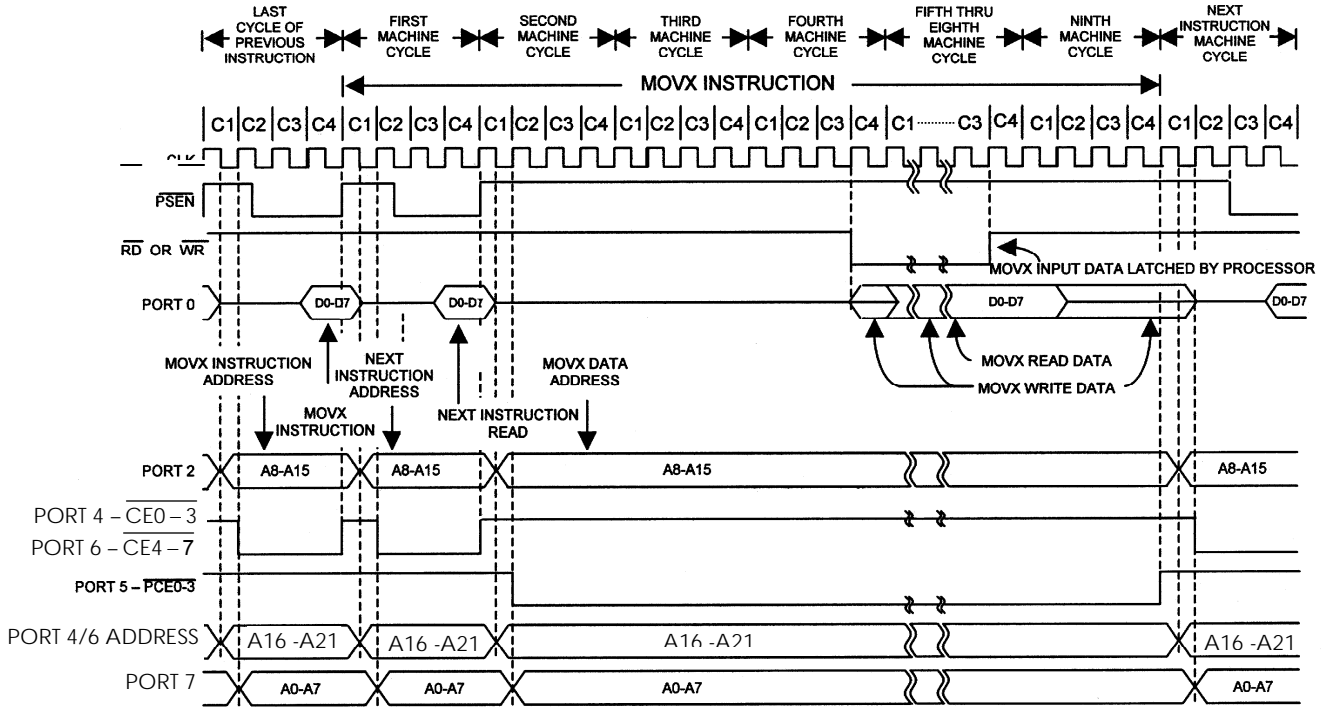 LAST CYCLE OF PREVIOUS INSTRUCTION
FIRST MACHINE CYCLE
SECOND MACHINE CYCLE
THIRD MACHINE CYCLE
FOURTH MACHINE CYCLE
FIFTH THRU EIGHTH MACHINE CYCLE
NINTH MACHINE CYCLE
NEXT INSTRUCTION MACHINE CYCLE
MOVX INSTRUCTION
C1 C2 C3 C4 C1 C2 C3 C4 C1 C2 C3 C4 C1 C2 C3 C4 C1 C2 C3 C4 C1 ........ C3 C4 C1 C2 C3 C4 C1 C2 C3 C4
PSEN
RD OR WR
MOVX INPUT DATA LATCHED BY PROCESSOR
PORT 0
D0-D7
D0-D7
D0-D7
D0-D7
MOVX INSTRUCTION ADDRESS
NEXT INSTRUCTION ADDRESS
MOVX DATA ADDRESS
MOVX READ DATA
MOVX WRITE DATA
MOVX INSTRUCTION
NEXT INSTRUCTION READ
PORT 2
A8-A15
A8-A15
A8-A15
A8-A15
PORT 4 – CE0 – 3
PORT 6 – CE4 – 7
PORT 5 – PCE0-3
PORT 4/6 ADDRESS
A16 -A21
A16 -A21
A16 -A21
A16 -A21
PORT 7
A0-A7
A0-A7
A0-A7
A0-A7